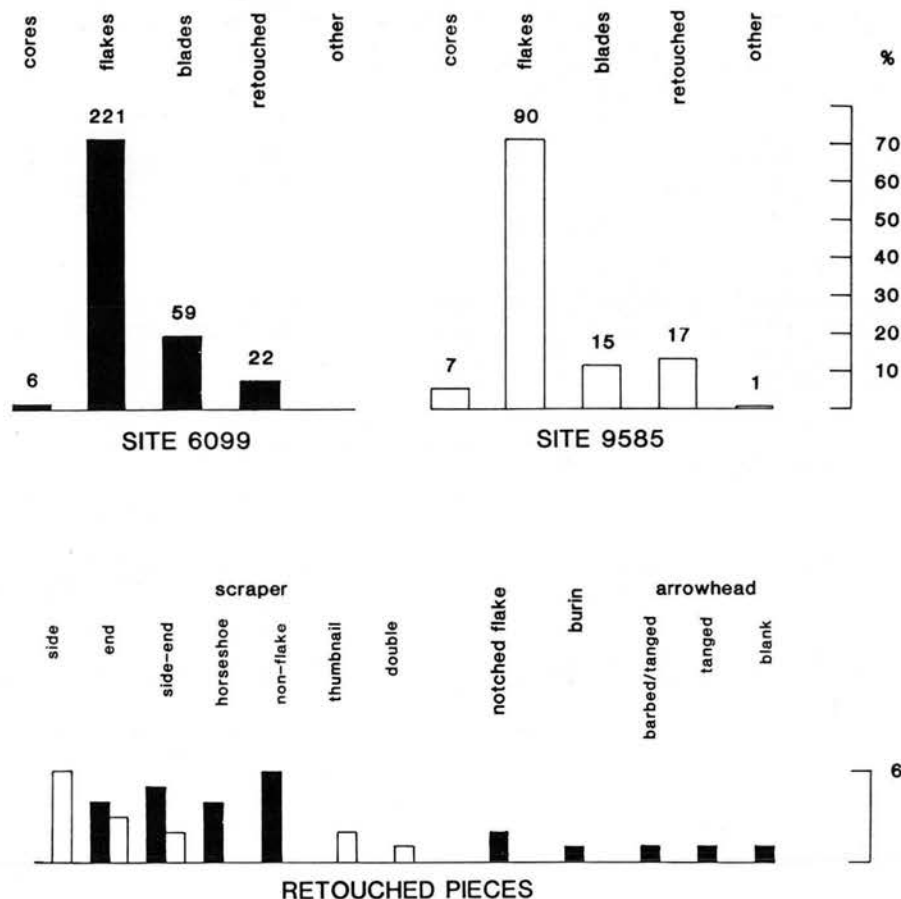 cores flakes blades retouched other
cores flakes blades retouched other
%
221
59
22
6
90
15
17
7
1
70
60
50
40
30
20
10
SITE 6099
SITE 9585
scraper
arrowhead
side end side-end horseshoe non-flake thumbnail double notched flake burin barbed/tanged tanged blank
6
RETOUCHED PIECES